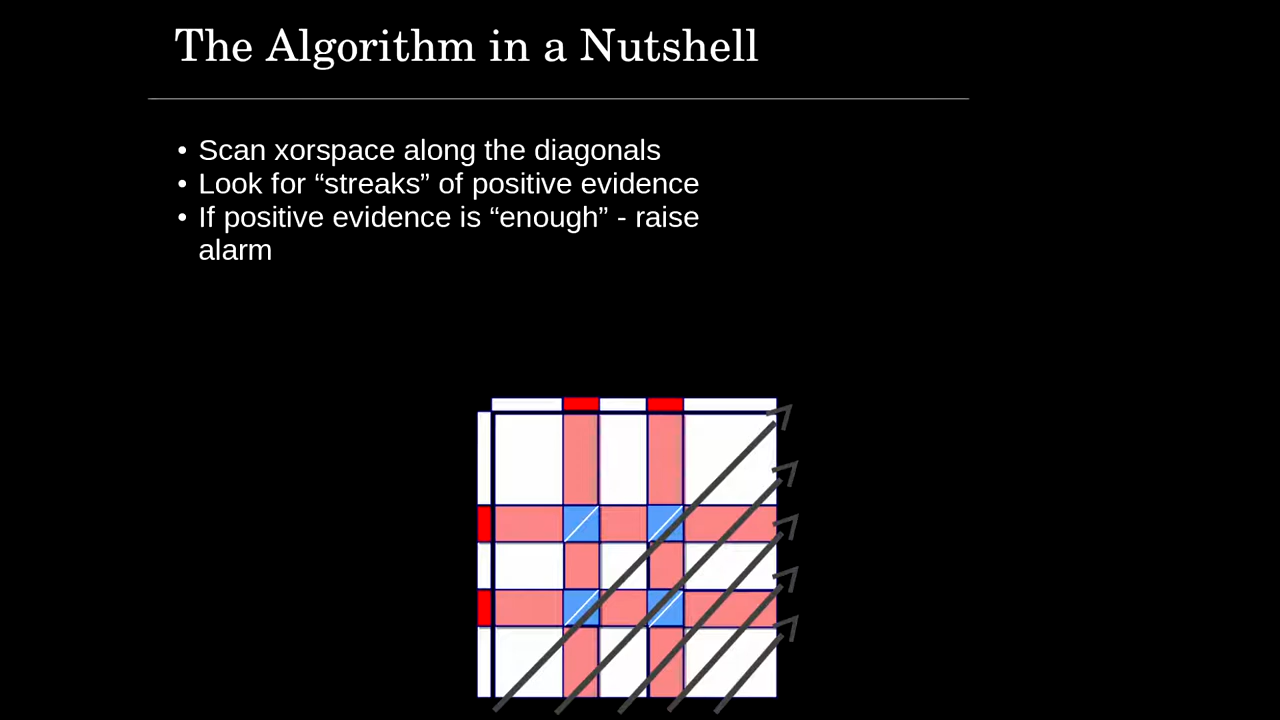 The Algorithm in a Nutshell
• Scan xorspace along the diagonals
• Look for “streaks” of positive evidence
• If positive evidence is “enough” - raise
alarm